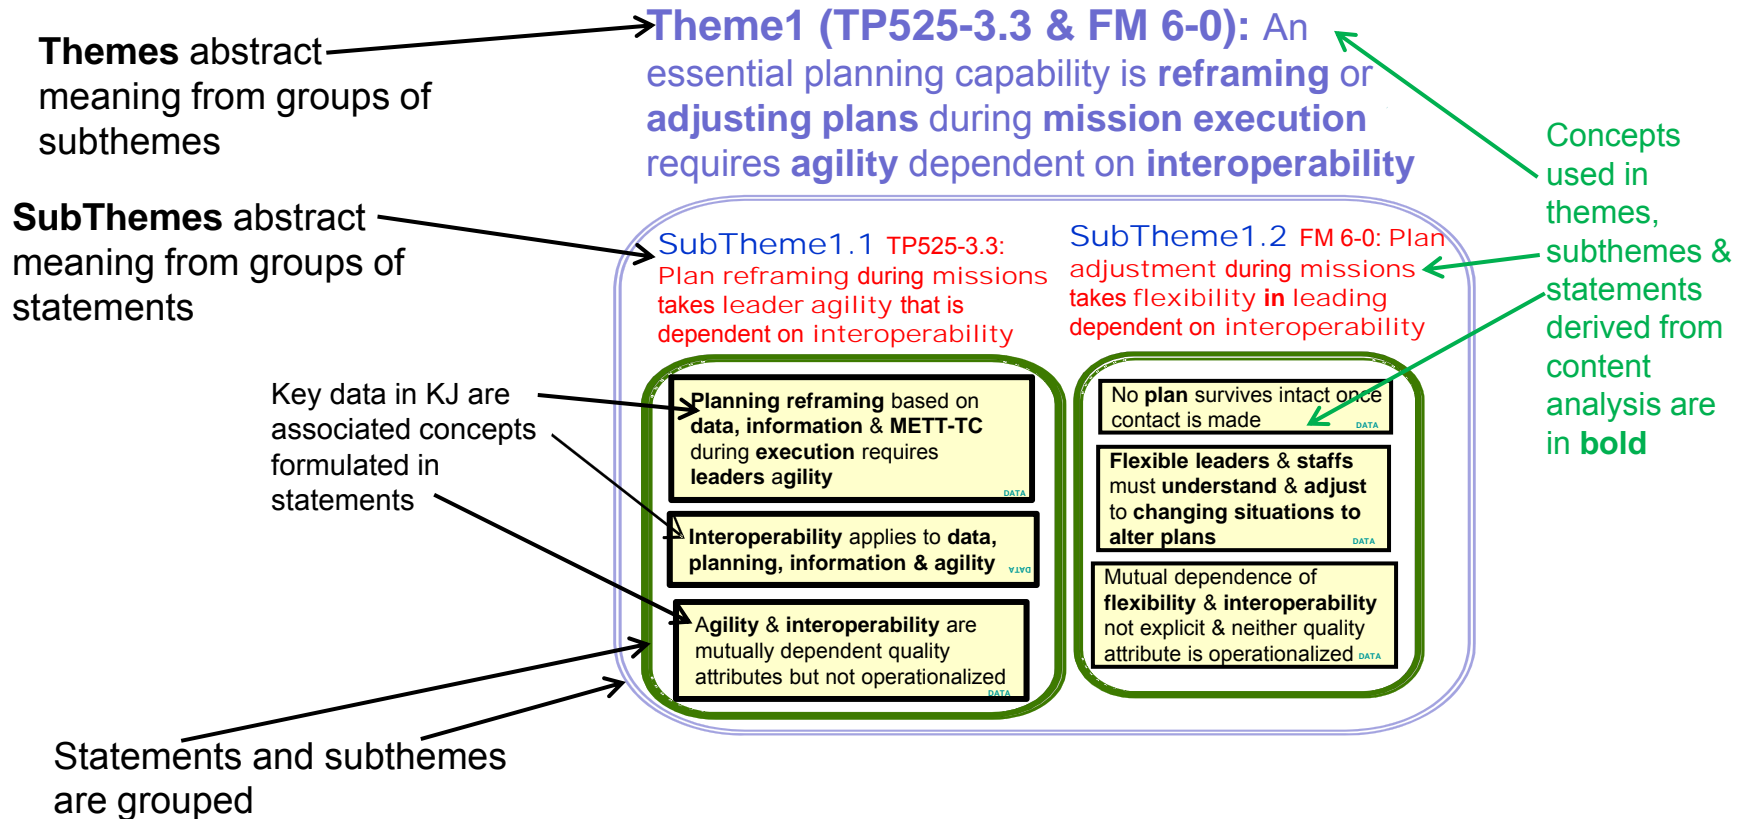 Themes abstract
meaning from groups of
subthemes
SubThemes abstract
meaning from groups of
statements
Key data in KJ are
associated concepts
formulated in
statements
Statements and subthemes
are grouped
Theme1 (TP525-3.3 & FM 6-0): An
essential planning capability is reframing or
adjusting plans during mission execution
requires agility dependent on interoperability
SubTheme1.1 TP525-3.3:
Plan reframing during missions
takes leader agility that is
dependent on interoperability
Planning reframing based on
data, information & METT-TC
during execution requires
leaders agility
DATA
Interoperability applies to data,
planning, information & agility
DATA
Agility & interoperability are
mutually dependent quality
attributes but not operationalized
DATA
SubTheme1.2 FM 6-0: Plan
adjustment during missions
takes flexibility in leading
dependent on interoperability
No plan survives intact once
contact is made
DATA
Flexible leaders & staffs
must understand & adjust
to changing situations to
alter plans
DATA
Mutual dependence of
flexibility & interoperability
not explicit & neither quality
attribute is operationalized
DATA
Concepts
used in
themes,
subthemes &
statements
derived from
content
analysis are
in bold